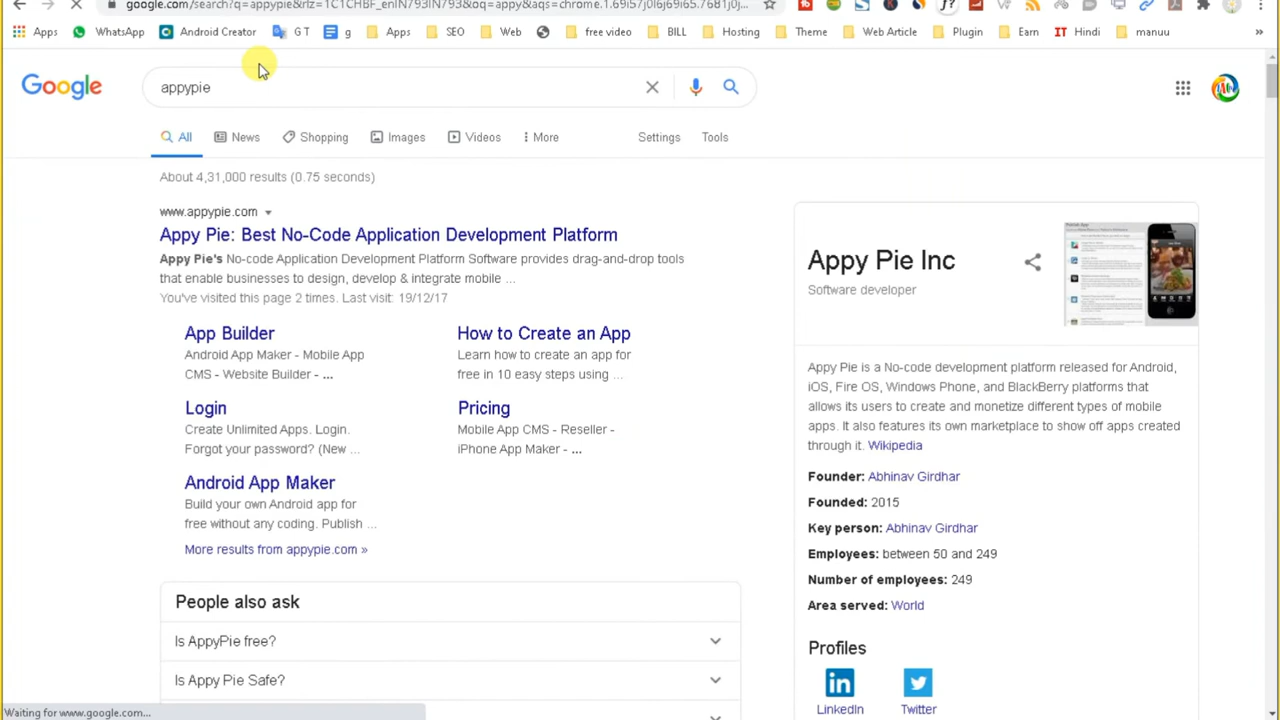 google.com/search?q=appypie&rlz=1C1CHBF_enIN793IN793&oq=appy&aqs=chrome.1.69i57j0l6j69i65.7681j0j...
Apps WhatsApp Android Creator G T g Apps SEO Web free video BILL Hosting Theme Web Article Plugin Earn IT Hindi manuu »
Google appypie
All News Shopping Images Videos More Settings Tools
About 4,31,000 results (0.75 seconds)
www.appypie.com
Appy Pie: Best No-Code Application Development Platform
Appy Pie's No-code Application Development Platform Software provides drag-and-drop tools
that enable businesses to design, develop & integrate mobile ...
You've visited this page 2 times. Last visit: 19/12/17
App Builder
Android App Maker - Mobile App
CMS - Website Builder - ...
How to Create an App
Learn how to create an app for
free in 10 easy steps using ...
Login
Create Unlimited Apps. Login.
Forgot your password? (New ...
Pricing
Mobile App CMS - Reseller -
iPhone App Maker - ...
Android App Maker
Build your own Android app for
free without any coding. Publish ...
More results from appypie.com »
People also ask
Is AppyPie free?
Is Appy Pie Safe?
Appy Pie Inc
Software developer
Appy Pie is a No-code development platform released for Android,
iOS, Fire OS, Windows Phone, and BlackBerry platforms that
allows its users to create and monetize different types of mobile
apps. It also features its own marketplace to show off apps created
through it. Wikipedia
Founder: Abhinav Girdhar
Founded: 2015
Key person: Abhinav Girdhar
Employees: between 50 and 249
Number of employees: 249
Area served: World
Profiles
LinkedIn Twitter
Waiting for www.google.com...